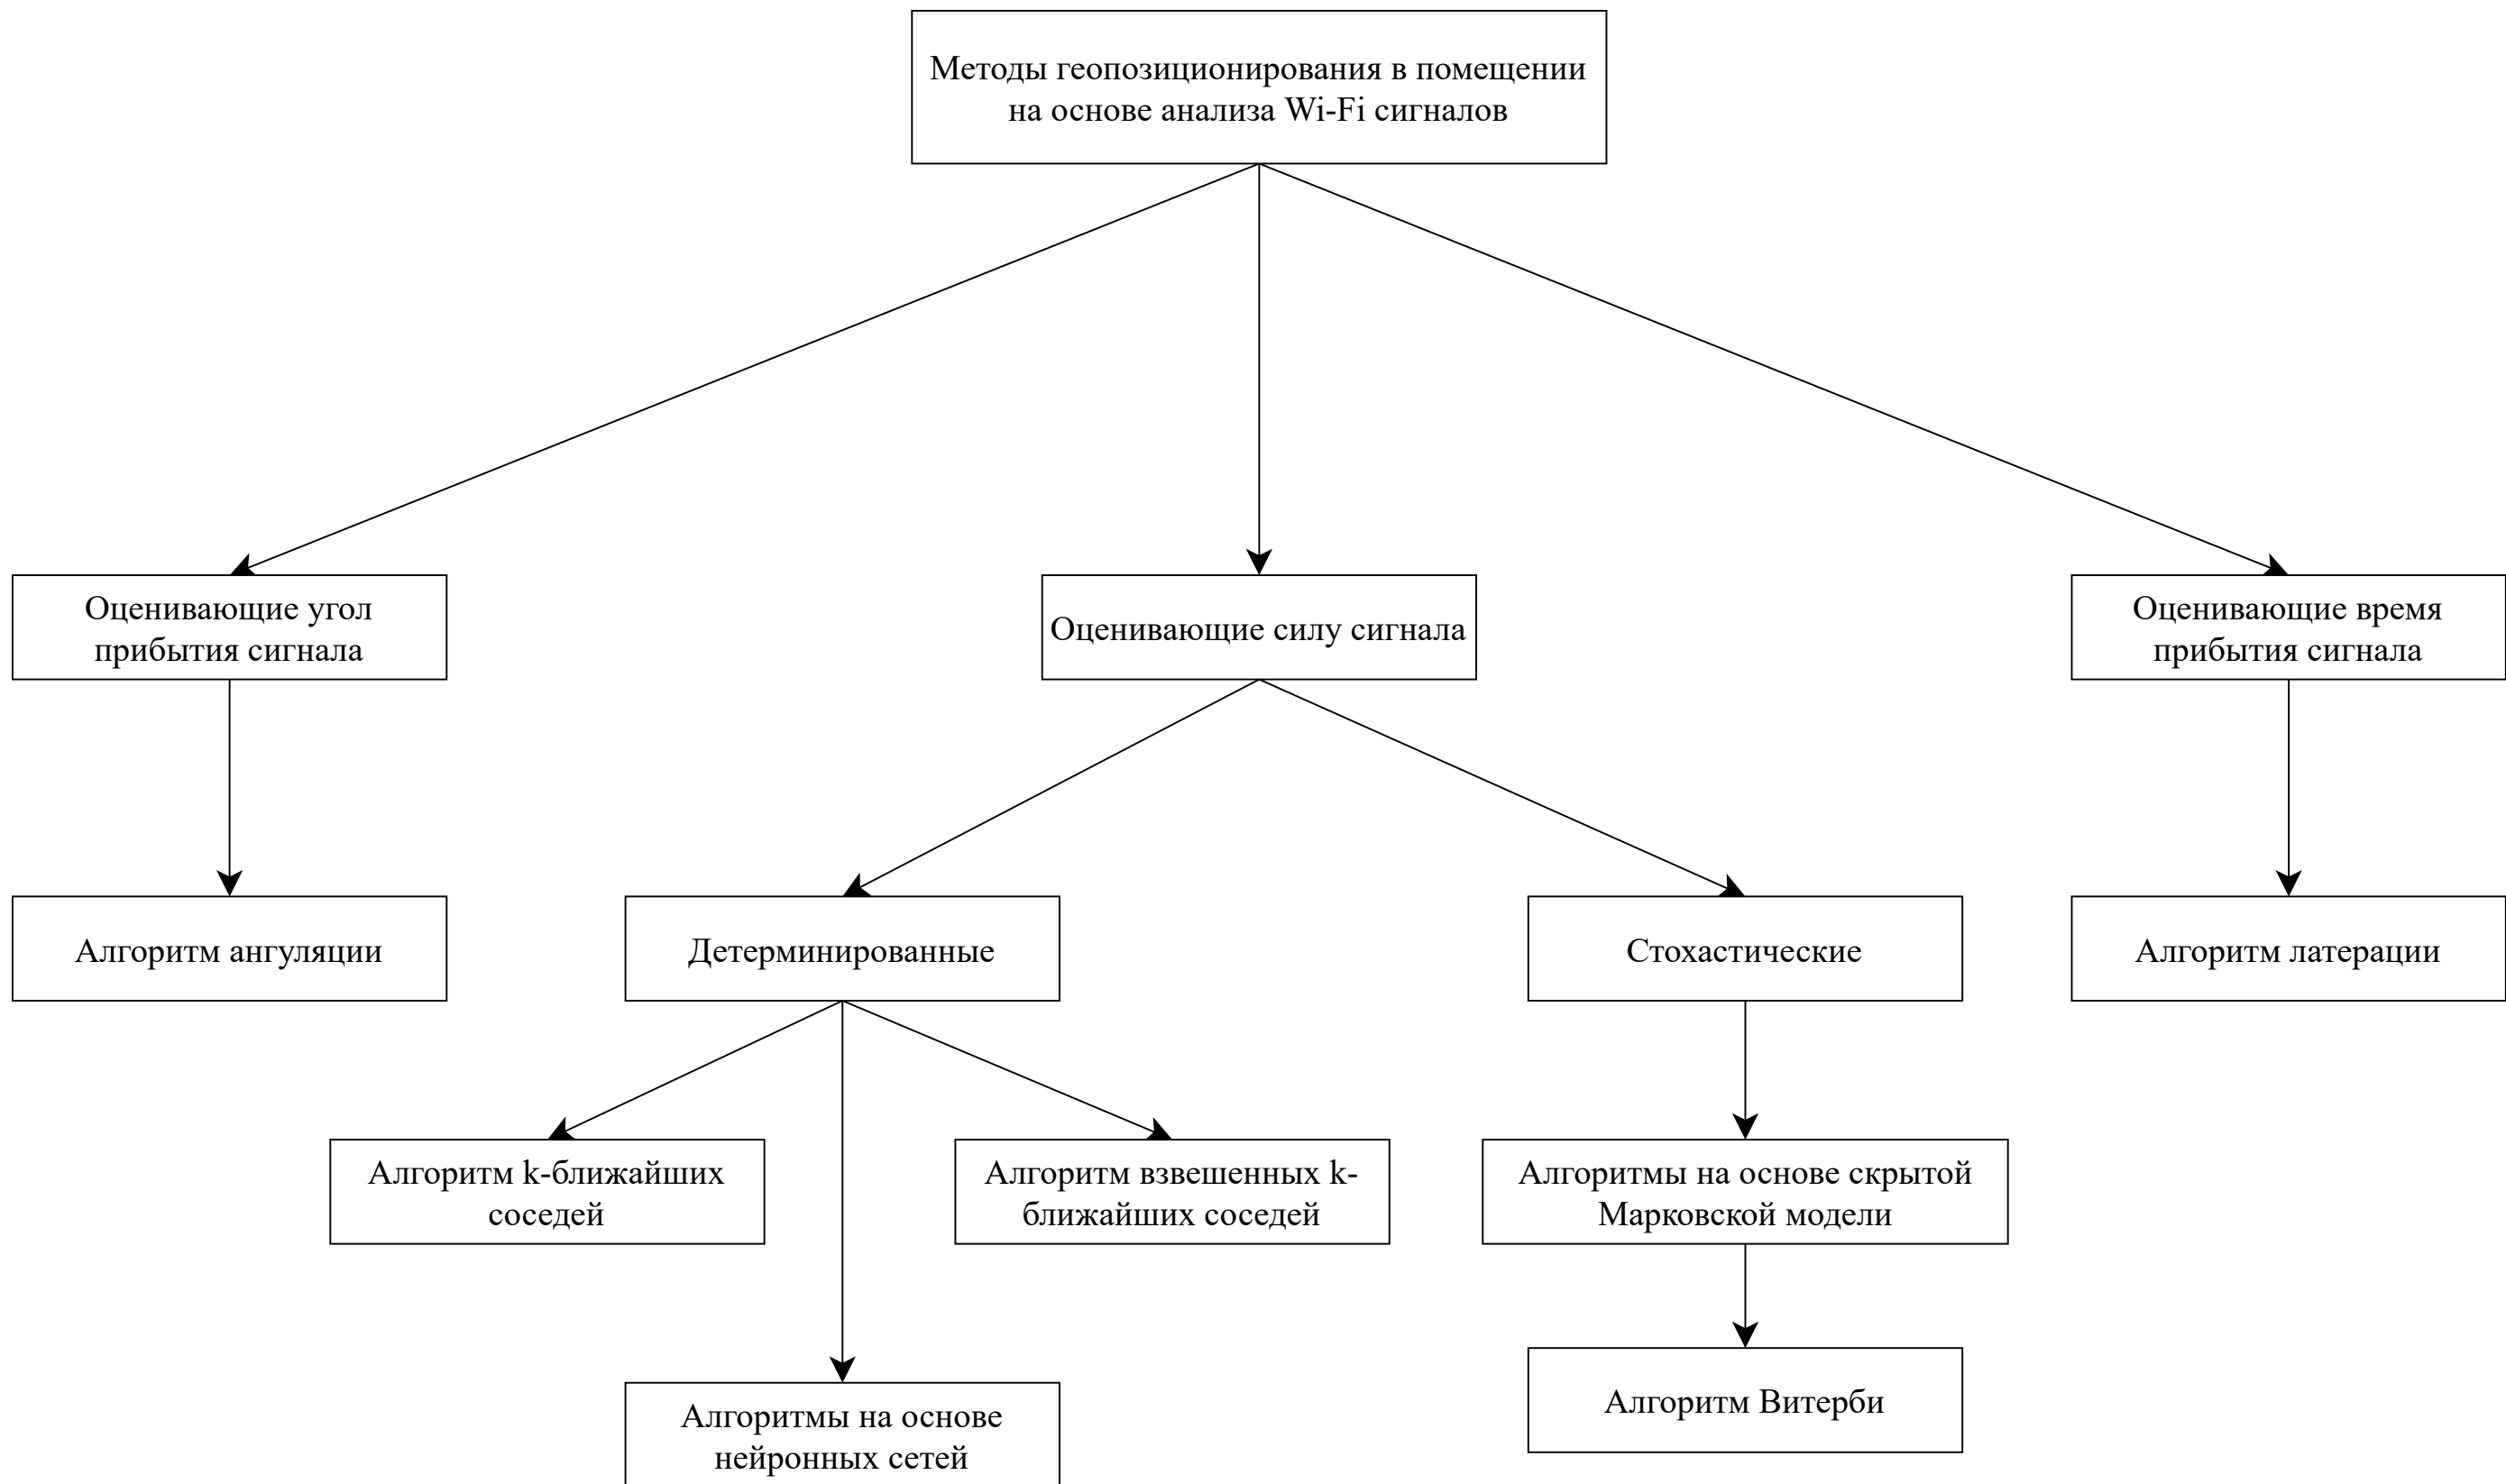 Методы геопозиционирования в помещении
на основе анализа Wi-Fi сигналов
Оценивающие угол
прибытия сигнала
Оценивающие силу сигнала
Оценивающие время
прибытия сигнала
Алгоритм ангуляции
Детерминированные
Стохастические
Алгоритм латерации
Алгоритм k-ближайших
соседей
Алгоритм взвешенных k-
ближайших соседей
Алгоритмы на основе скрытой
Марковской модели
Алгоритмы на основе
нейронных сетей
Алгоритм Витерби